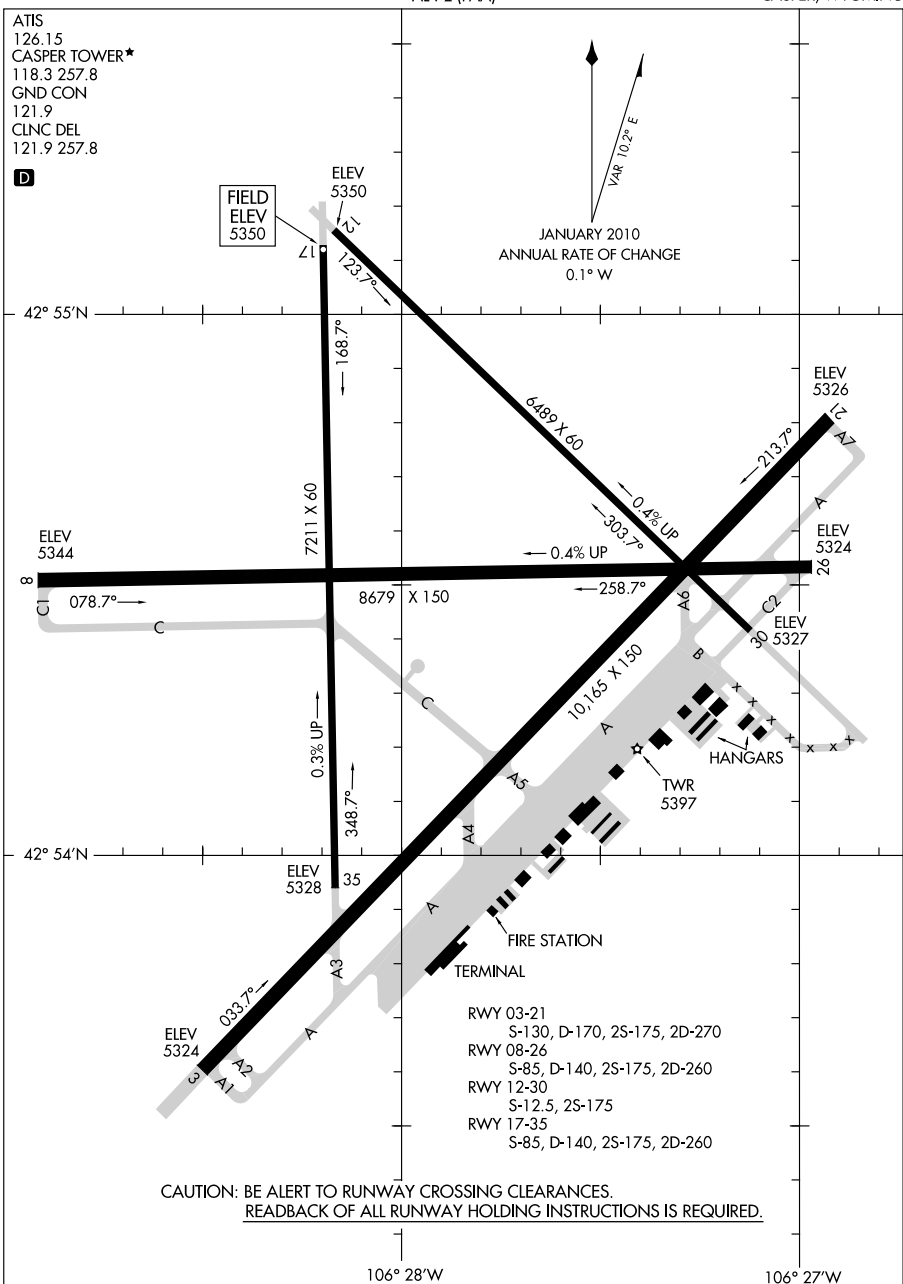 ATIS
126.15
CASPER TOWER★
118.3 257.8
GND CON
121.9
CLNC DEL
121.9 257.8
D
JANUARY 2010
ANNUAL RATE OF CHANGE
0.1° W
VAR 10.2° E
FIELD
ELEV
5350
ELEV
5350
17
12
123.7°
168.7°
42° 55'N
ELEV
5326
21
A7
213.7°
6489 X 60
7211 X 60
A
0.4% UP
303.7°
ELEV
5344
8
0.4% UP
ELEV
5324
26
C1
078.7°
8679 X 150
258.7°
A6
C2
C
30
ELEV
5327
B
10,165 X 150
C
A
x x x x x x x
HANGARS
TWR
5397
0.3% UP
348.7°
A5
A4
42° 54'N
ELEV
5328
35
A
FIRE STATION
TERMINAL
A3
033.7°
A
ELEV
5324
3
A2
A1
RWY 03-21
S-130, D-170, 2S-175, 2D-270
RWY 08-26
S-85, D-140, 2S-175, 2D-260
RWY 12-30
S-12.5, 2S-175
RWY 17-35
S-85, D-140, 2S-175, 2D-260
CAUTION: BE ALERT TO RUNWAY CROSSING CLEARANCES.
READBACK OF ALL RUNWAY HOLDING INSTRUCTIONS IS REQUIRED.
106° 28'W
106° 27'W